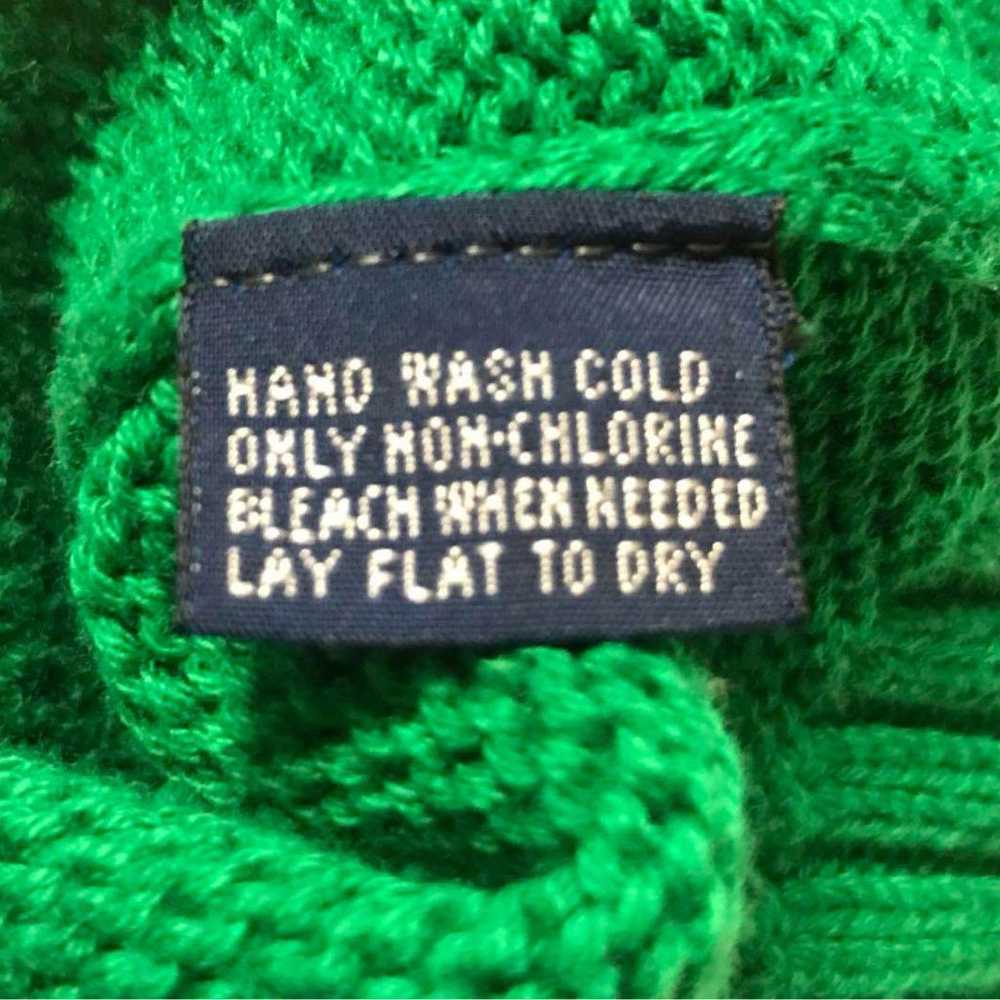 HAND WASH COLD
ONLY NON-CHLORINE
BLEACH WHEN NEEDED
LAY FLAT TO DRY